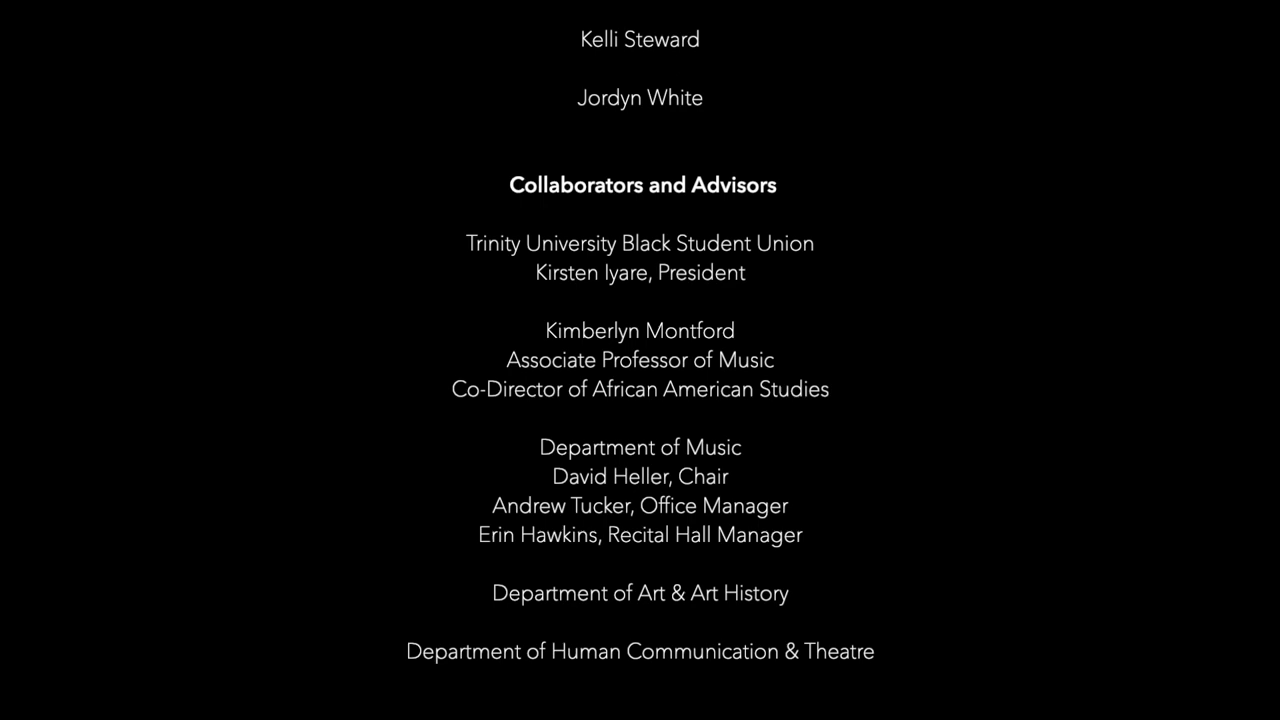 Kelli Steward
Jordyn White
Collaborators and Advisors
Trinity University Black Student Union
Kirsten Iyare, President
Kimberlyn Montford
Associate Professor of Music
Co-Director of African American Studies
Department of Music
David Heller, Chair
Andrew Tucker, Office Manager
Erin Hawkins, Recital Hall Manager
Department of Art & Art History
Department of Human Communication & Theatre